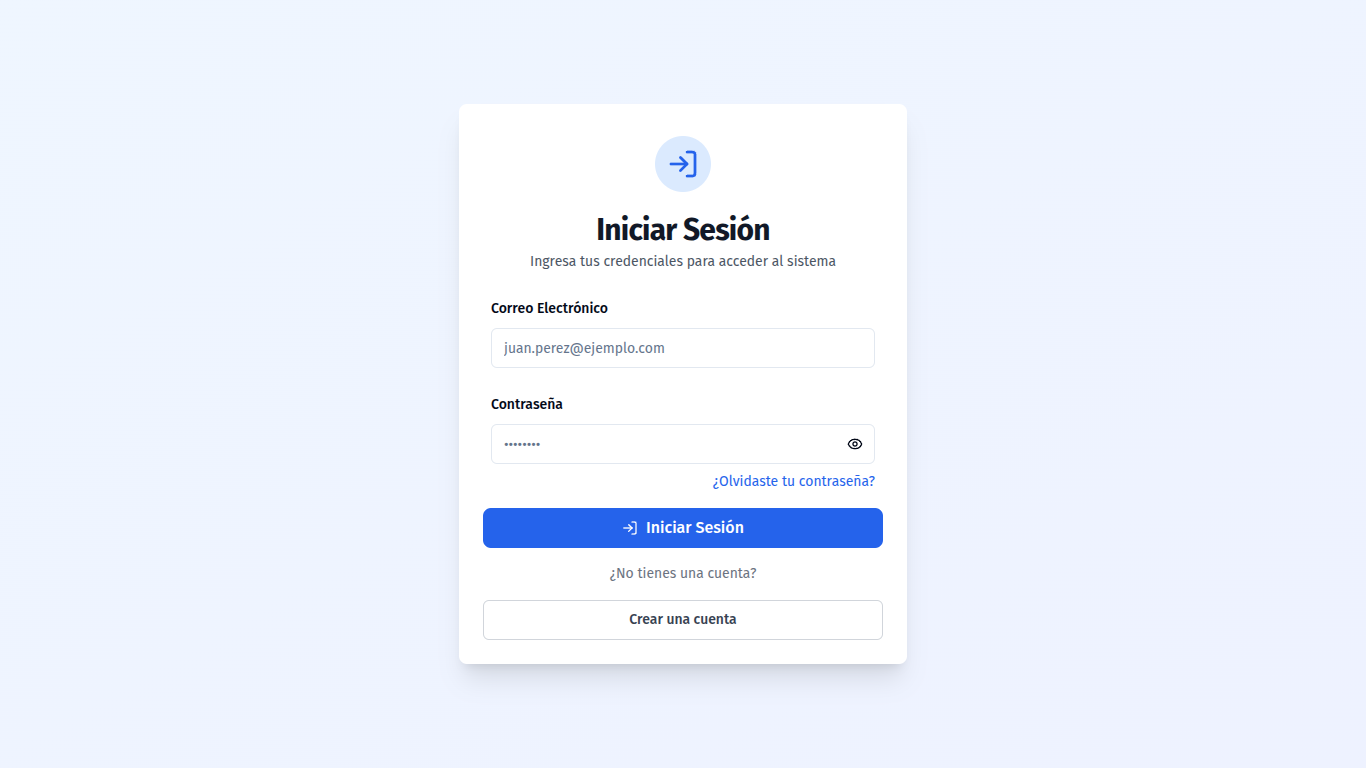 Iniciar Sesión
Ingresa tus credenciales para acceder al sistema
Correo Electrónico
juan.perez@ejemplo.com
Contraseña
••••••••
¿Olvidaste tu contraseña?
Iniciar Sesión
¿No tienes una cuenta?
Crear una cuenta